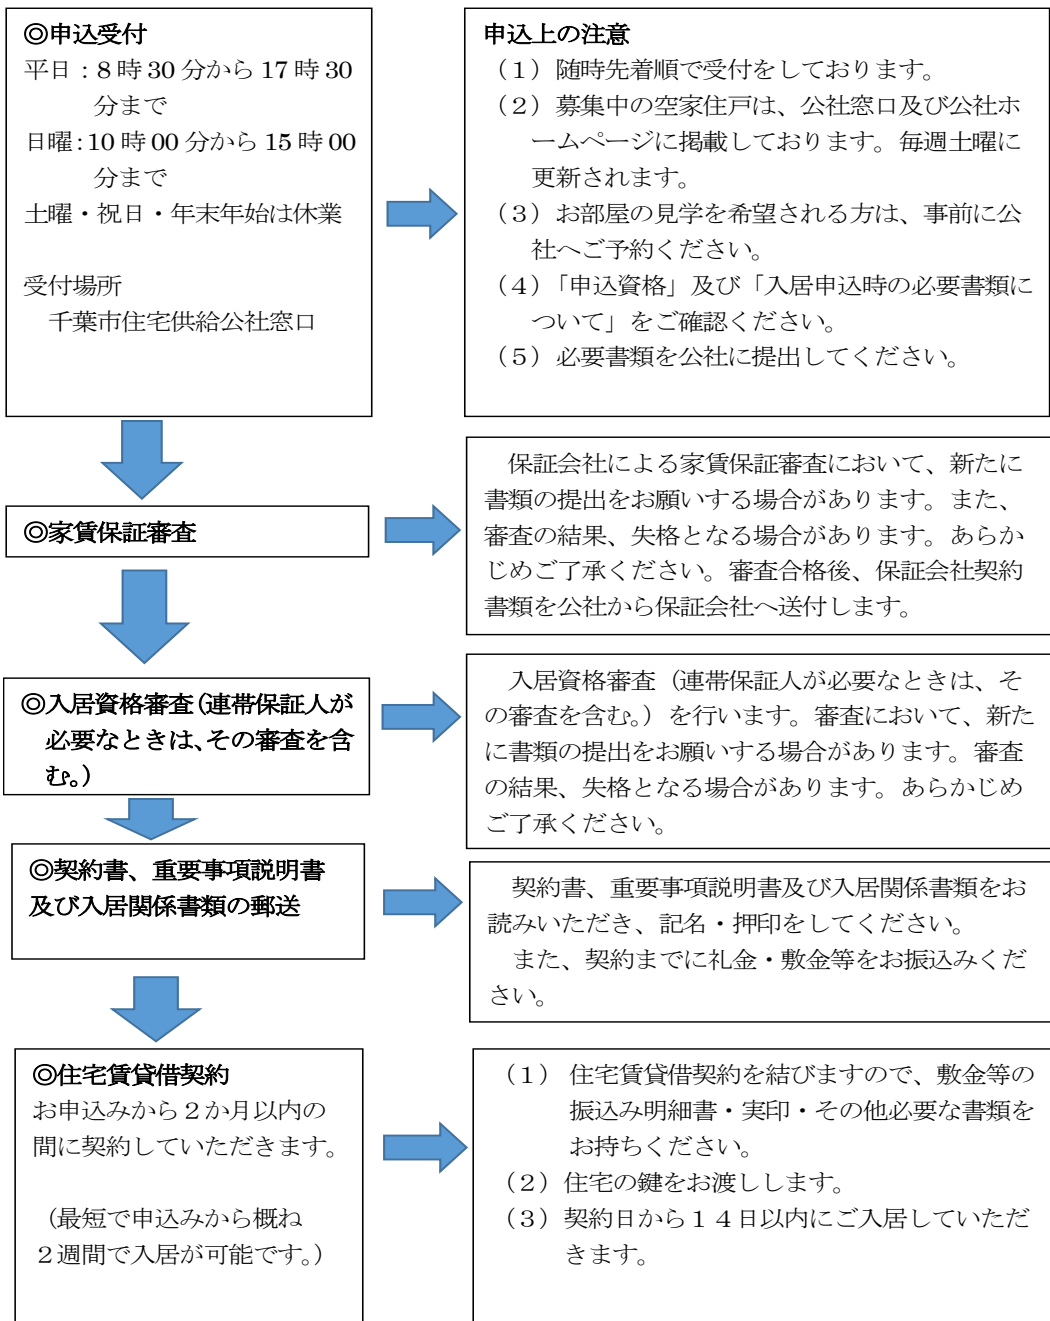 ◎申込受付
平日：8時30分から17時30
分まで
日曜：10時00分から15時00
分まで
土曜・祝日・年末年始は休業
受付場所
千葉市住宅供給公社窓口
申込上の注意
（1）随時先着順で受付をしております。
（2）募集中の空家住戸は、公社窓口及び公社ホ
ームページに掲載しております。毎週土曜に
更新されます。
（3）お部屋の見学を希望される方は、事前に公
社へご予約ください。
（4）「申込資格」及び「入居申込時の必要書類に
ついて」をご確認ください。
（5）必要書類を公社に提出してください。
◎家賃保証審査
保証会社による家賃保証審査において、新たに
書類の提出をお願いする場合があります。また、
審査の結果、失格となる場合があります。あらか
じめご了承ください。審査合格後、保証会社契約
書類を公社から保証会社へ送付します。
◎入居資格審査（連帯保証人が
必要なときは、その審査を含
む。）
入居資格審査（連帯保証人が必要なときは、そ
の審査を含む。）を行います。審査において、新た
に書類の提出をお願いする場合があります。審査
の結果、失格となる場合があります。あらかじめ
ご了承ください。
◎契約書、重要事項説明書
及び入居関係書類の郵送
契約書、重要事項説明書及び入居関係書類をお
読みいただき、記名・押印をしてください。
また、契約までに礼金・敷金等をお振込みくだ
さい。
◎住宅賃貸借契約
お申込みから２か月以内の
間に契約していただきます。
（最短で申込みから概ね
２週間で入居が可能です。）
（1）住宅賃貸借契約を結びますので、敷金等の
振込み明細書・実印・その他必要な書類を
お持ちください。
（2）住宅の鍵をお渡しします。
（3）契約日から１４日以内にご入居していただ
きます。